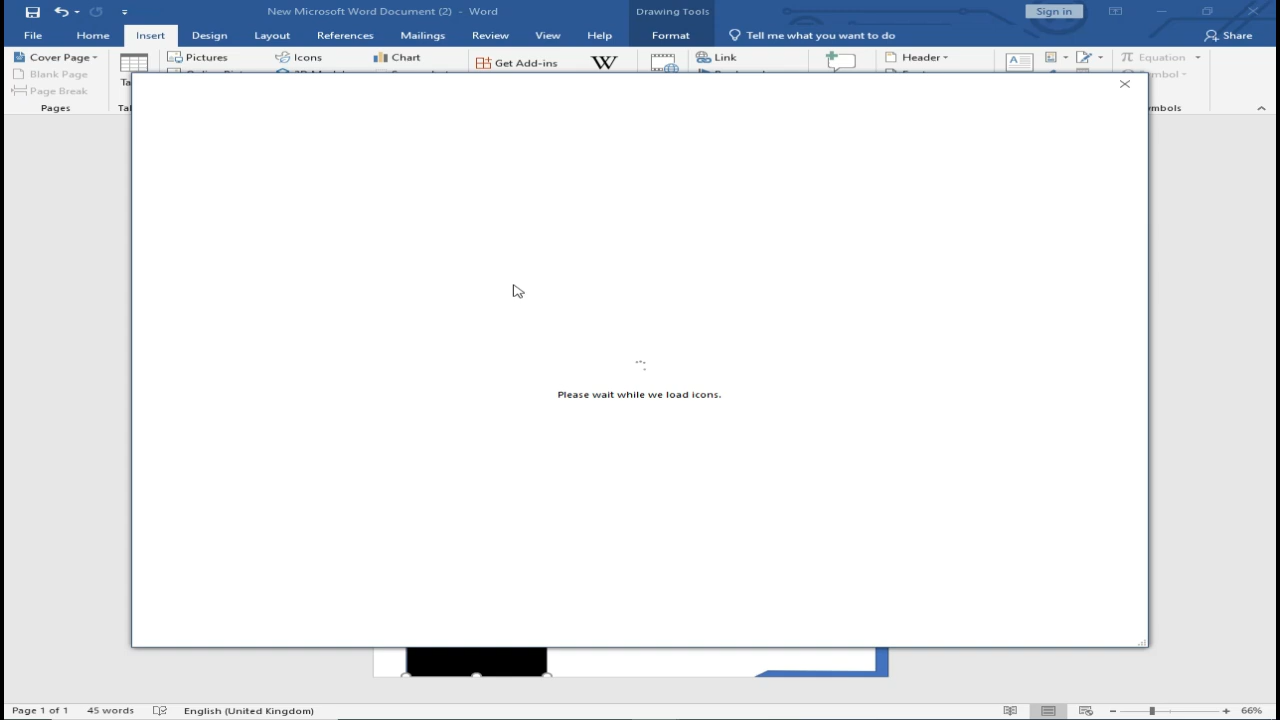 New Microsoft Word Document (2) - Word
Drawing Tools
Sign in
File Home Insert Design Layout References Mailings Review View Help Format Tell me what you want to do Share
Cover Page
Blank Page
Page Break
Pages
Pictures
Icons
Chart
Get Add-ins
W
Link
Header
Equation
Please wait while we load icons.
Page 1 of 1 45 words English (United Kingdom) 66%